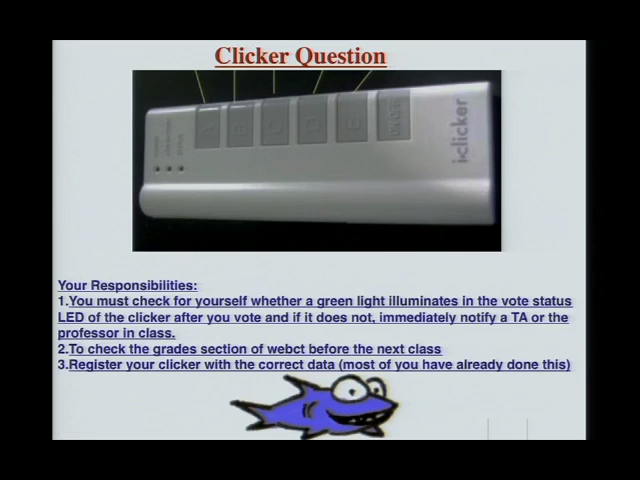 Clicker Question
A B C D E ON/OFF
i>clicker
Your Responsibilities:
1.You must check for yourself whether a green light illuminates in the vote status
LED of the clicker after you vote and if it does not, immediately notify a TA or the
professor in class.
2.To check the grades section of webct before the next class
3.Register your clicker with the correct data (most of you have already done this)